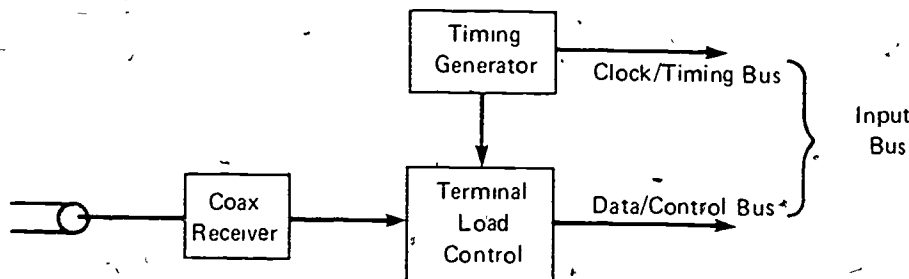 Timing
Generator
Clock/Timing Bus
Input
Bus
Coax
Receiver
Terminal
Load
Control
Data/Control Bus